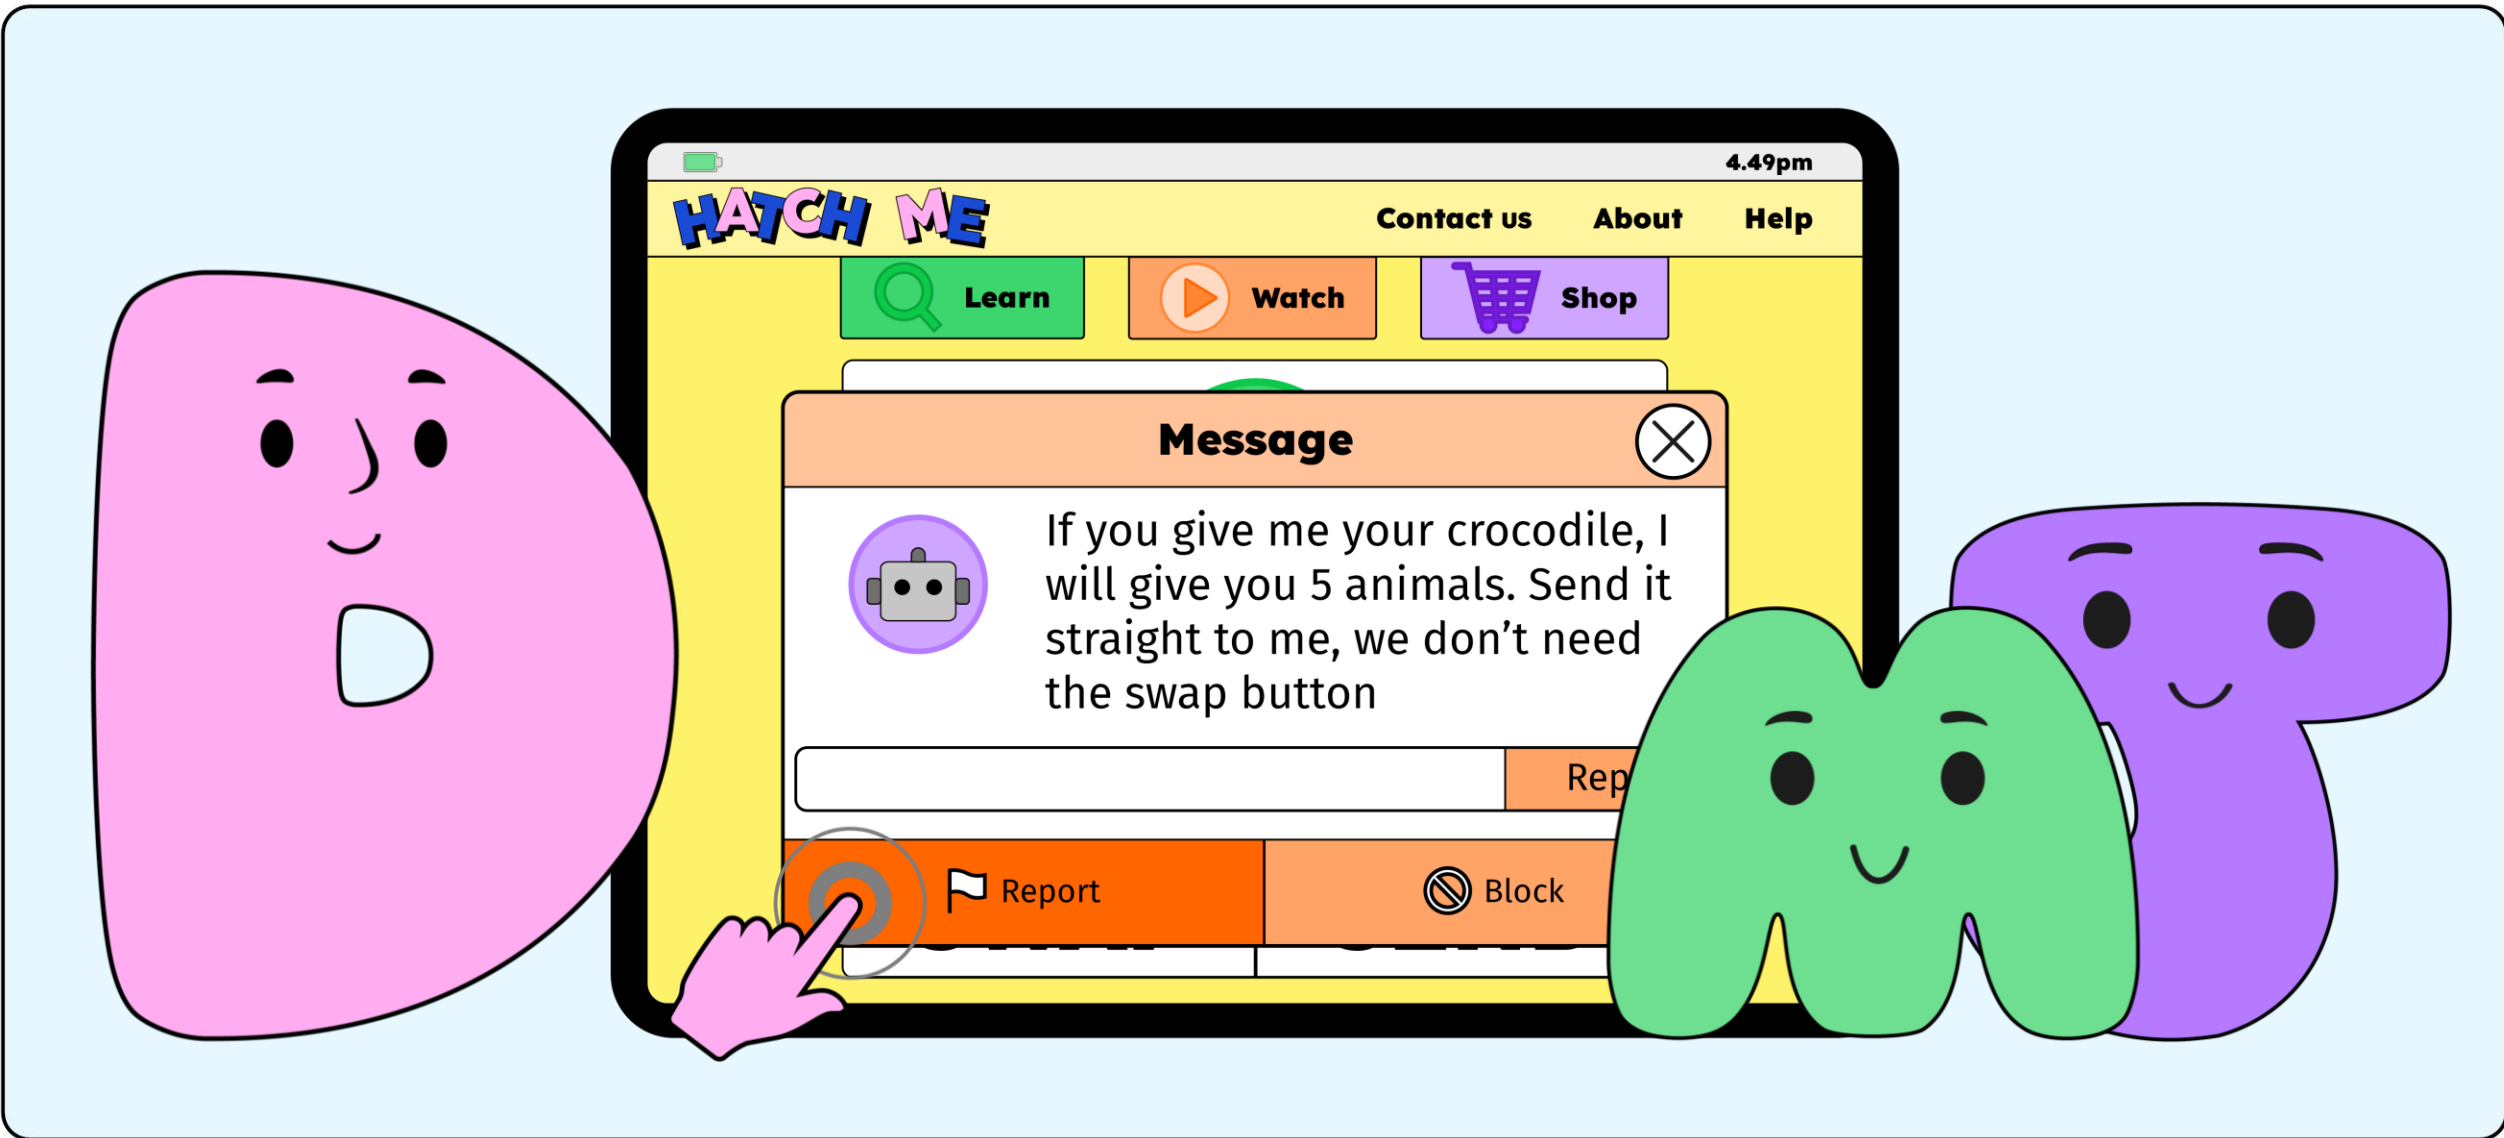 4.49pm
HATCH ME
Contact us About Help
Learn Watch Shop
Message
If you give me your crocodile, I
will give you 5 animals. Send it
straight to me, we don’t need
the swap button
Report Block